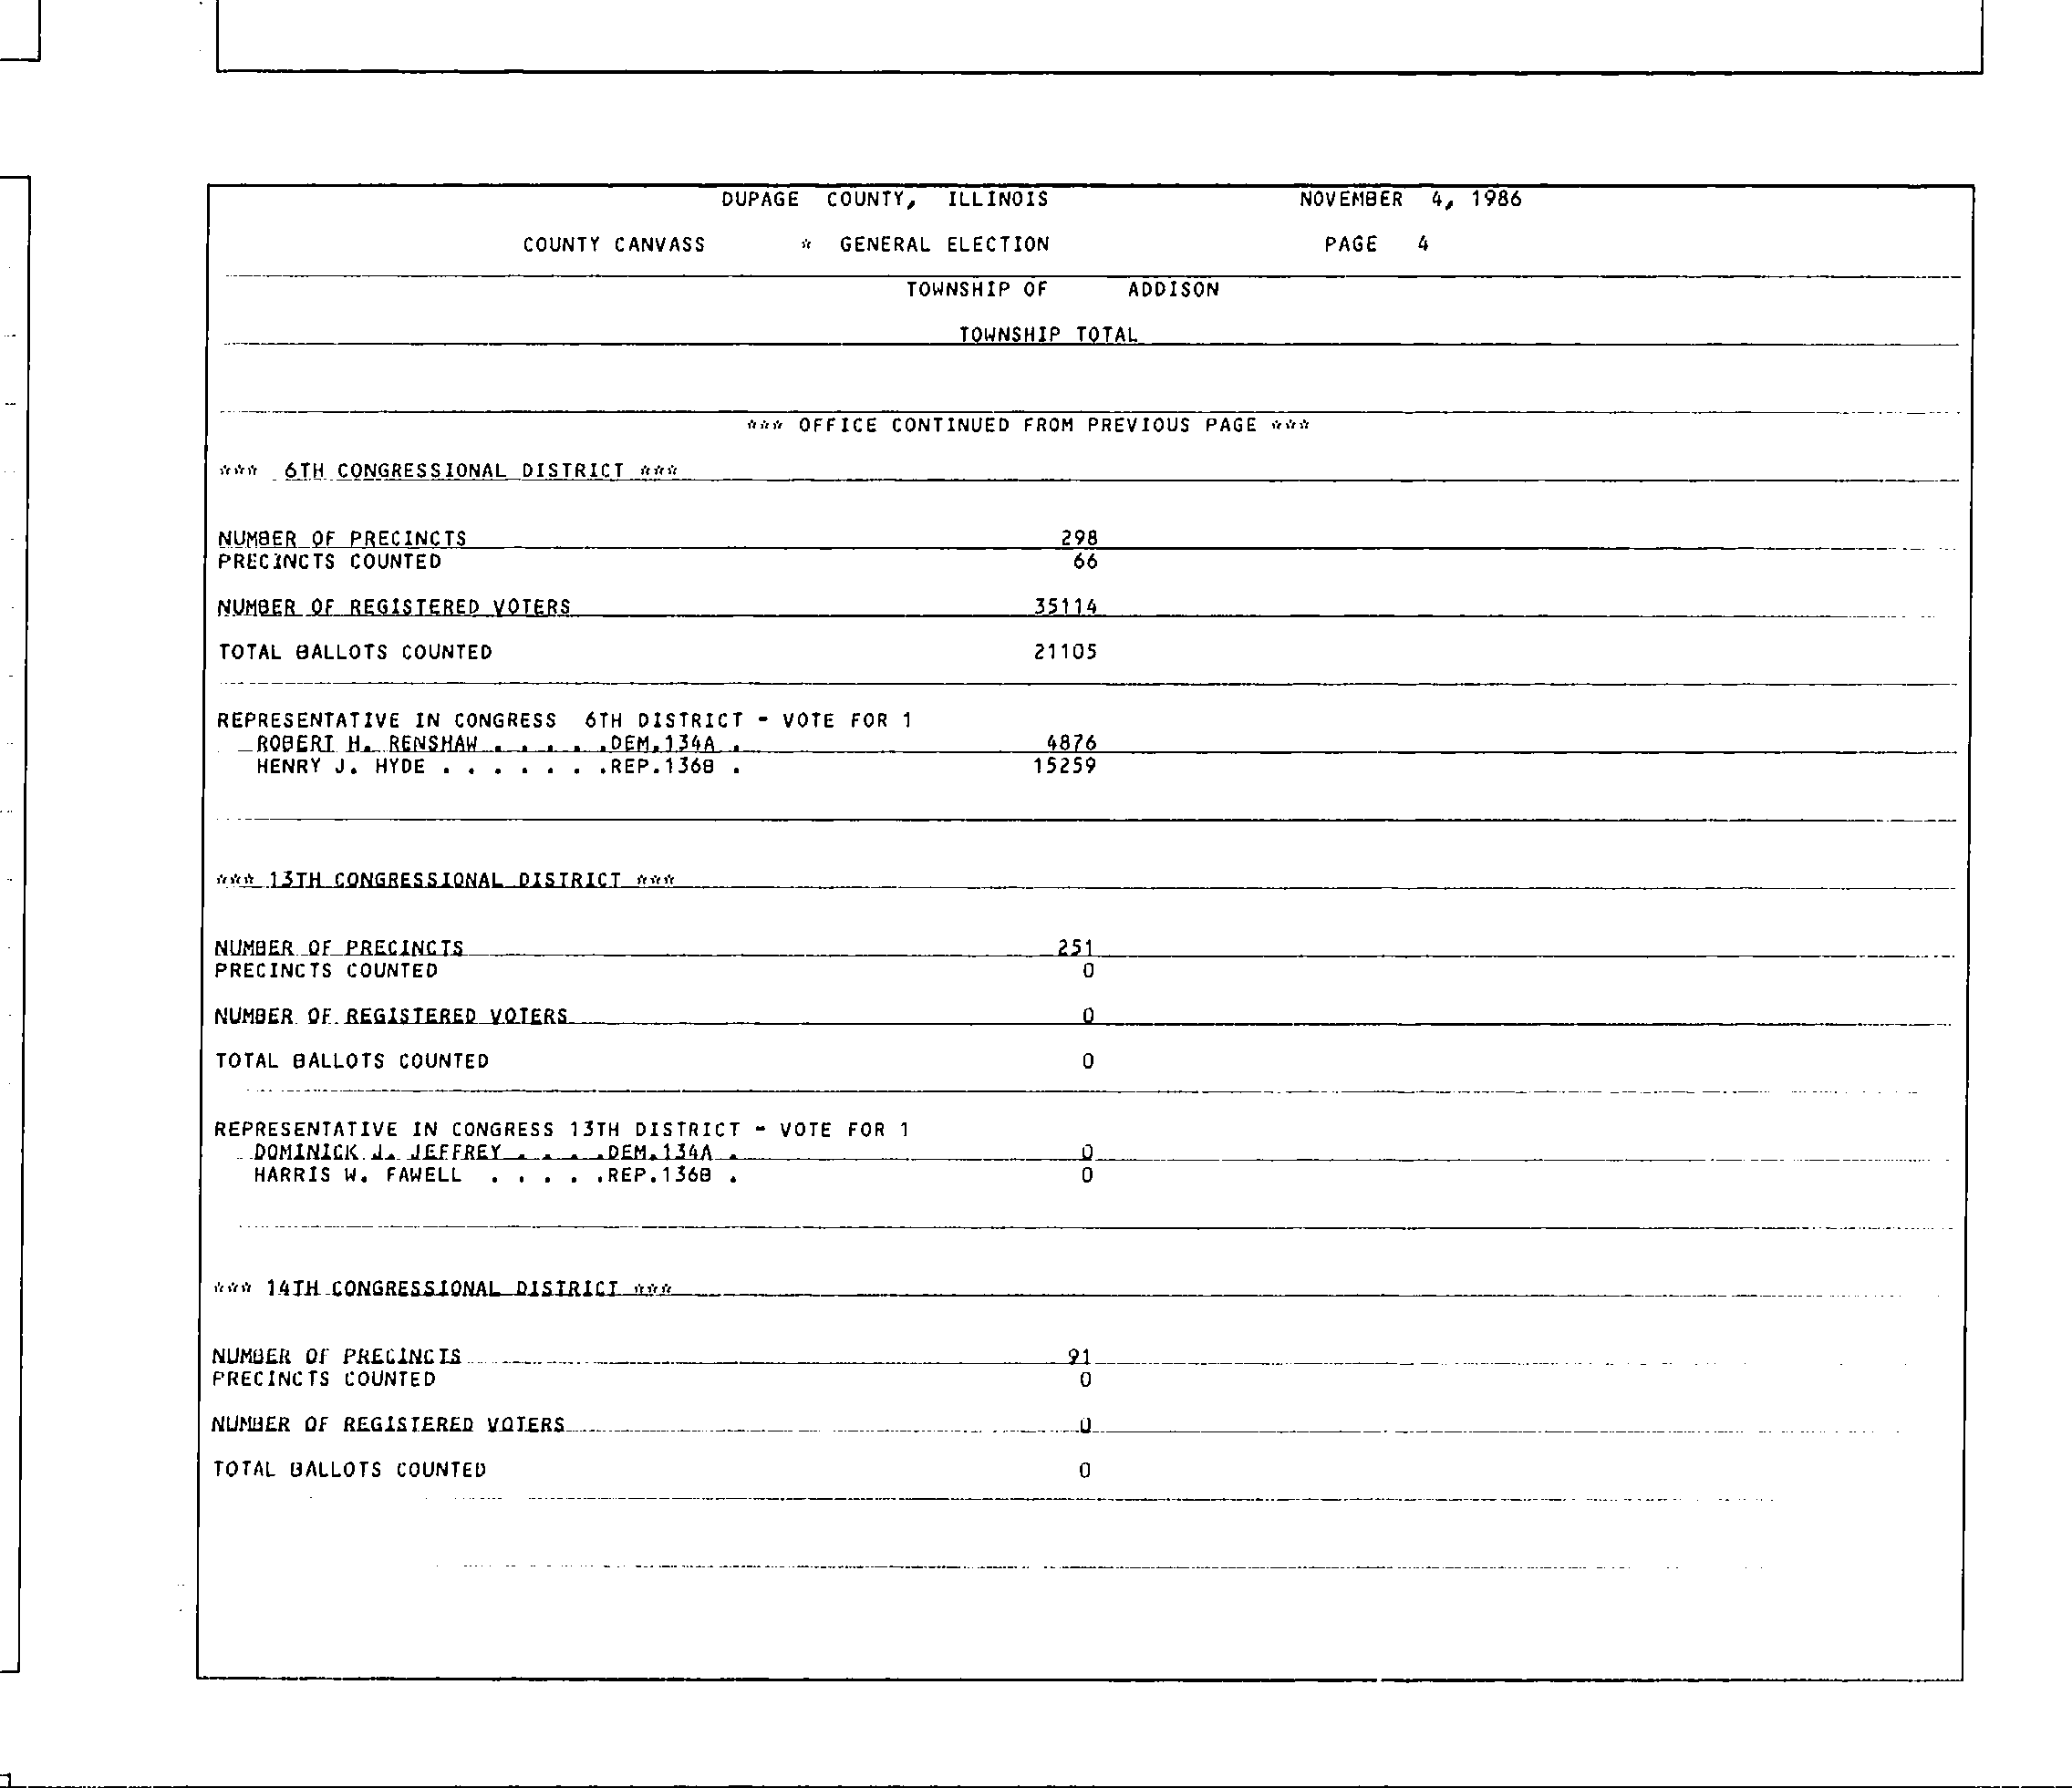 DUPAGE COUNTY, ILLINOIS NOVEMBER 4, 1986
COUNTY CANVASS * GENERAL ELECTION PAGE 4
TOWNSHIP OF ADDISON
TOWNSHIP TOTAL
*** OFFICE CONTINUED FROM PREVIOUS PAGE ***
*** 6TH CONGRESSIONAL DISTRICT ***
NUMBER OF PRECINCTS 298
PRECINCTS COUNTED 66
NUMBER OF REGISTERED VOTERS 35114
TOTAL BALLOTS COUNTED 21105
REPRESENTATIVE IN CONGRESS 6TH DISTRICT - VOTE FOR 1
ROBERT H. RENSHAW . . . . .DEM.134A . 4876
HENRY J. HYDE . . . . . . .REP.136B . 15259
*** 13TH CONGRESSIONAL DISTRICT ***
NUMBER OF PRECINCTS 251
PRECINCTS COUNTED 0
NUMBER OF REGISTERED VOTERS 0
TOTAL BALLOTS COUNTED 0
REPRESENTATIVE IN CONGRESS 13TH DISTRICT - VOTE FOR 1
DOMINICK J. JEFFREY . . . .DEM.134A . 0
HARRIS W. FAWELL . . . . .REP.136B . 0
*** 14TH CONGRESSIONAL DISTRICT ***
NUMBER OF PRECINCTS 91
PRECINCTS COUNTED 0
NUMBER OF REGISTERED VOTERS 0
TOTAL BALLOTS COUNTED 0